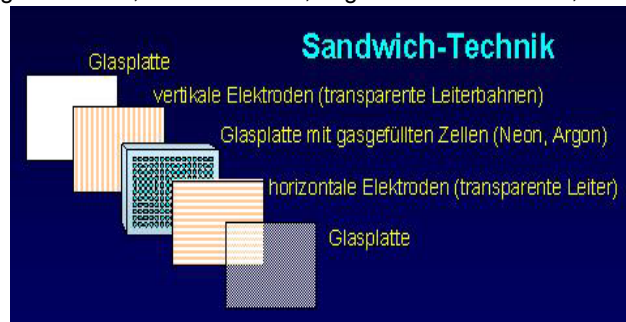 Sandwich-Technik
Glasplatte
vertikale Elektroden (transparente Leiterbahnen)
Glasplatte mit gasgefüllten Zellen (Neon, Argon)
horizontale Elektroden (transparente Leiter)
Glasplatte